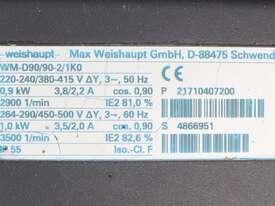 weishaupt Max Weishaupt GmbH, D-88475 Schwend
WM-D90/90-2/1K0
220-240/380-415 V ΔY, 3~, 50 Hz
0,9 kW 3,8/2,2 A cos. 0,90 P 21710407200
2900 1/min IE2 81,0 %
264-290/450-500 V ΔY, 3~, 60 Hz
1,0 kW 3,5/2,0 A cos. 0,90 S 4866951
3500 1/min IE2 82,6 %
IP 55 Iso.-Cl. F
CE